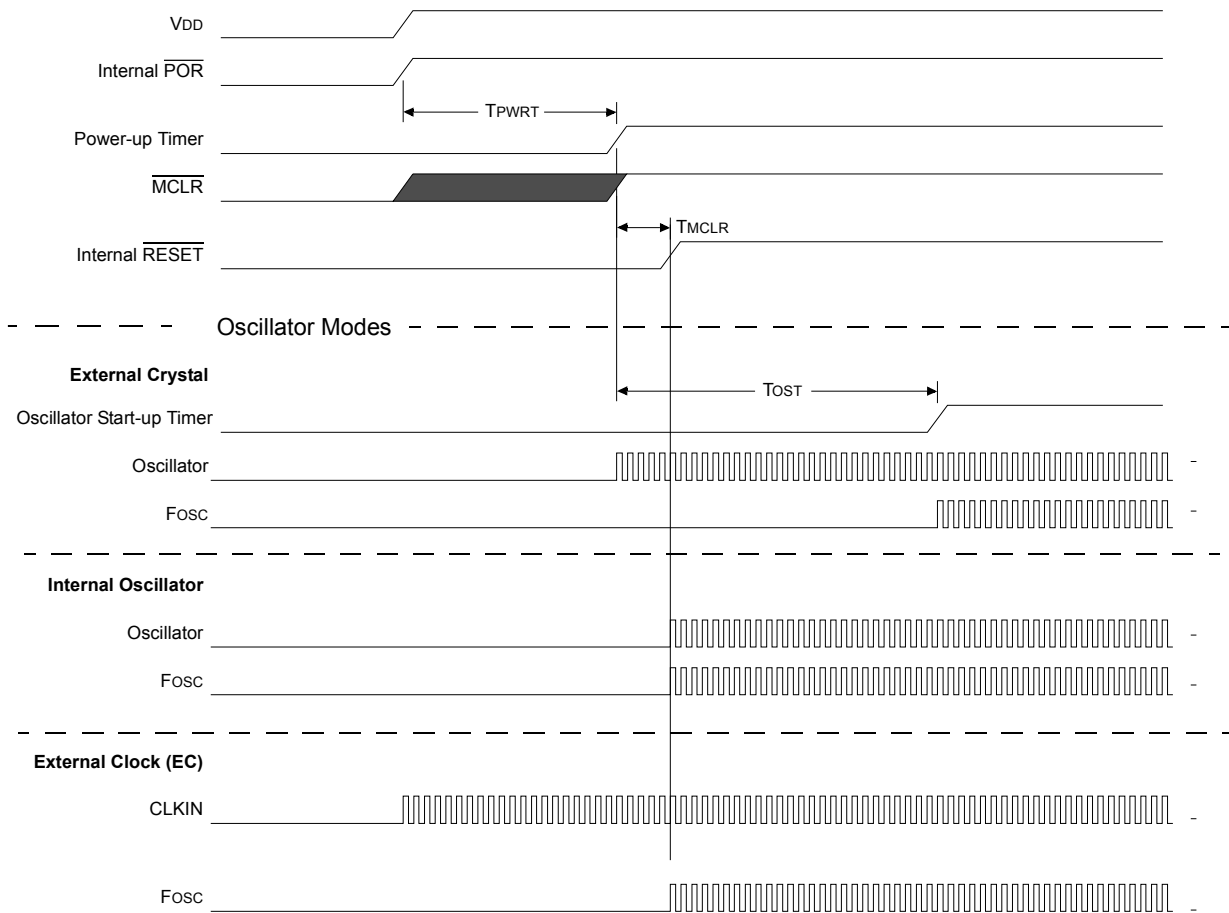 VDD
Internal POR
TPWRT
Power-up Timer
MCLR
TMCLR
Internal RESET
Oscillator Modes
External Crystal
TOST
Oscillator Start-up Timer
Oscillator
FOSC
Internal Oscillator
Oscillator
FOSC
External Clock (EC)
CLKIN
FOSC